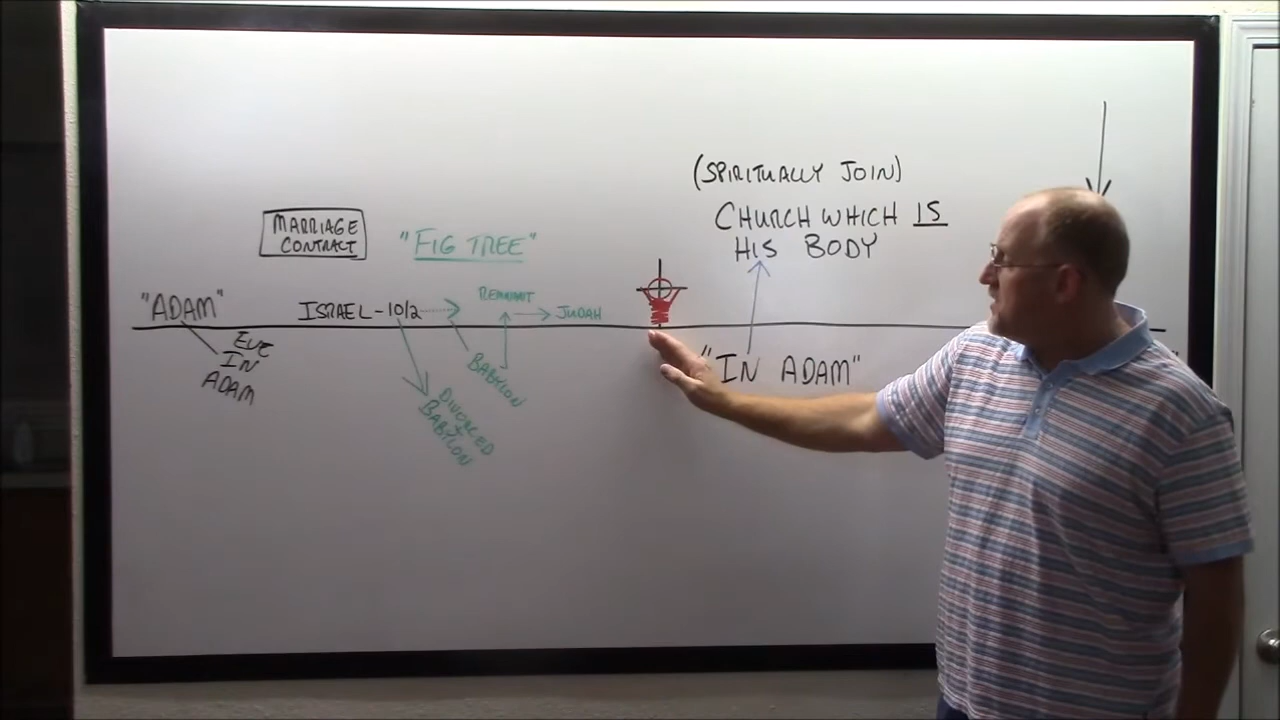 (SPIRITUALLY JOIN)
CHURCH WHICH IS
HIS BODY
MARRIAGE
CONTRACT
"FIG TREE"
"ADAM"
ISRAEL - 10/2
REMNANT
JUDAH
EVE
IN
ADAM
BABYLON
DIVORCED
BABYLON
"IN ADAM"